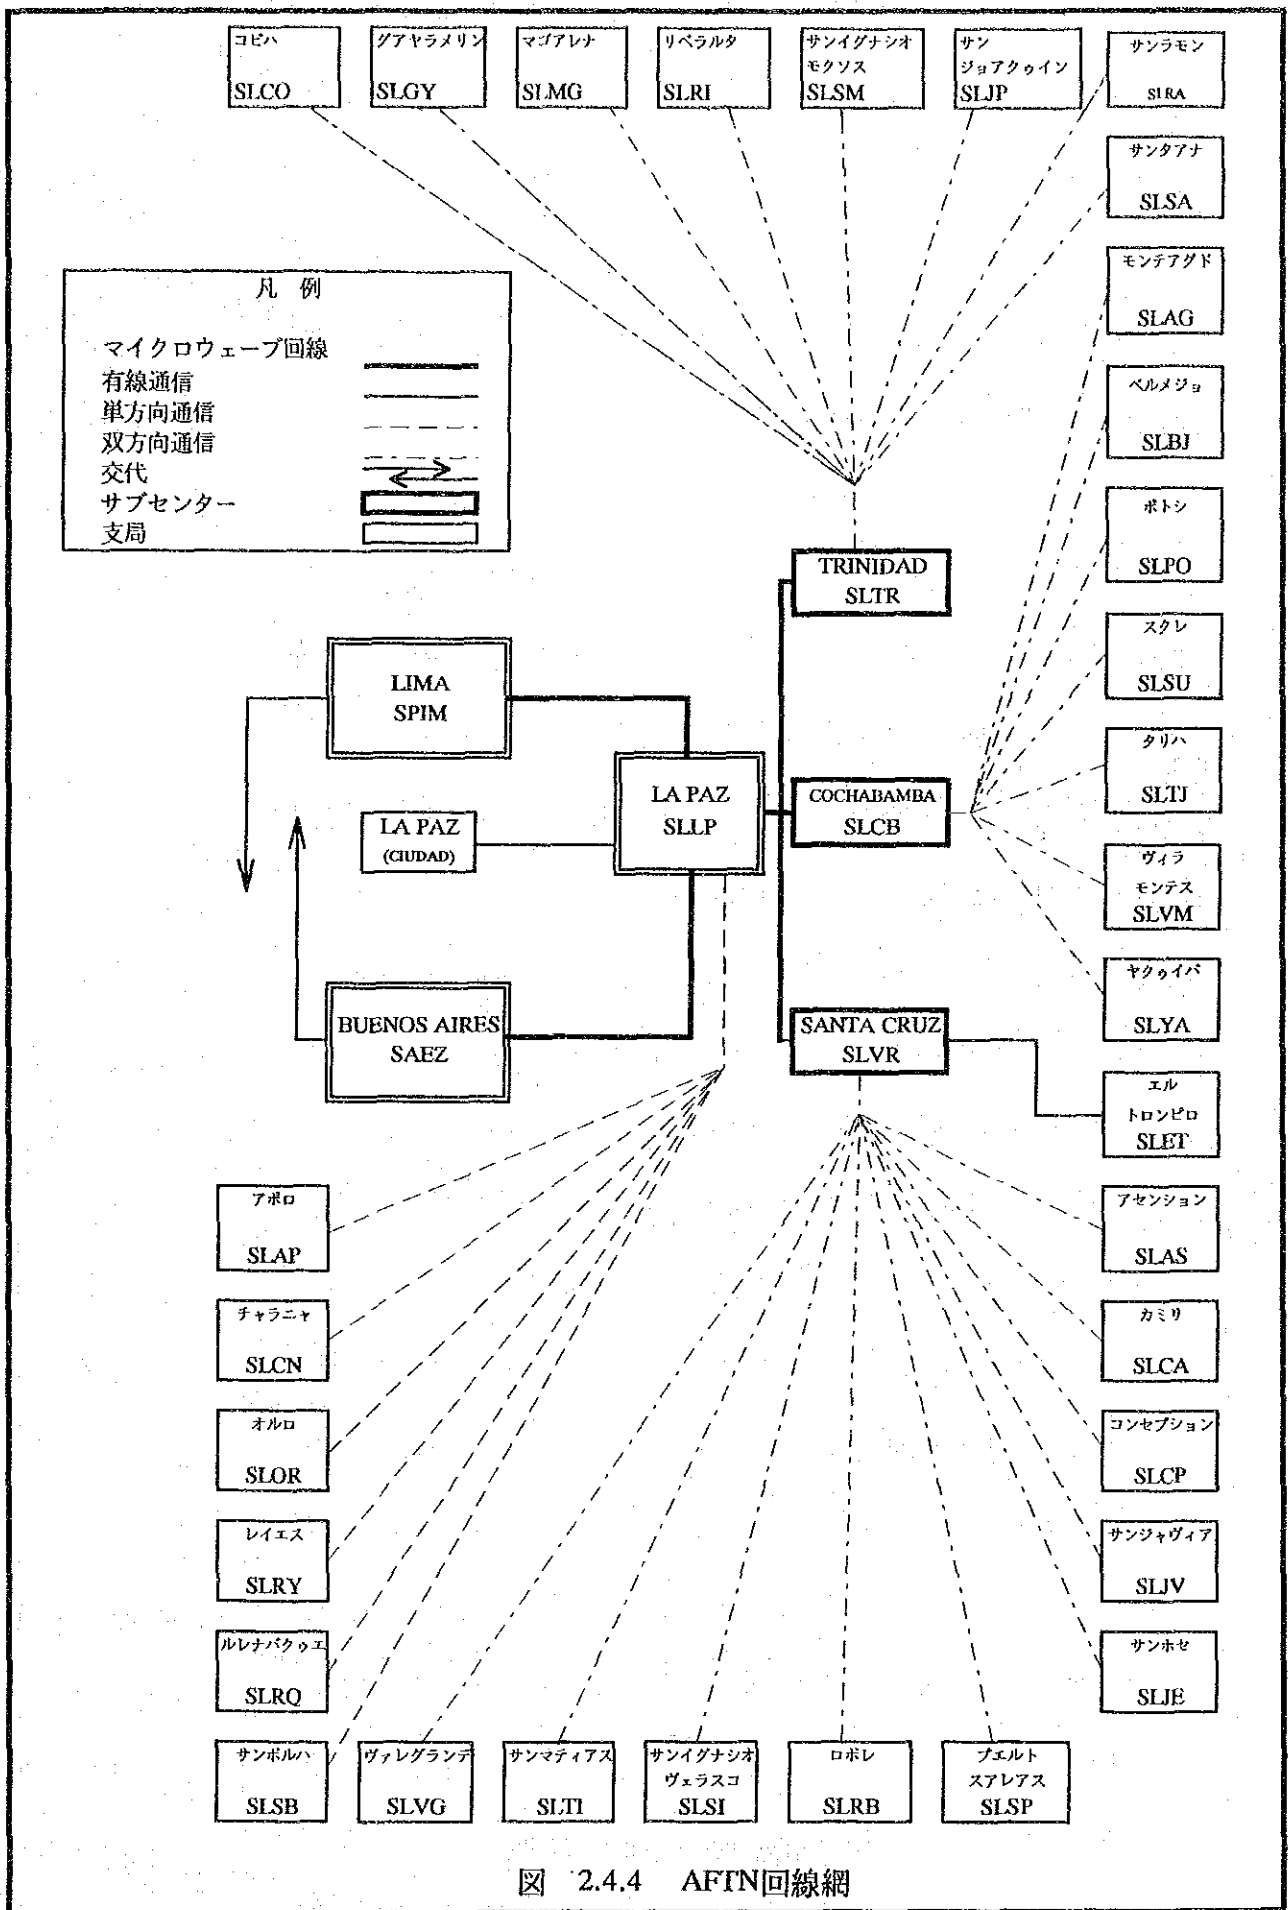 コビハ
SLCO
グアヤラメリン
SLGY
マゴアレナ
SLMG
リベラルタ
SLRI
サンイグナシオ
モクソス
SLSM
サン
ジョアクゥイン
SLJP
サンラモン
SLRA
サンタアナ
SLSA
モンテアグド
SLAG
ベルメジョ
SLBJ
ポトシ
SLPO
スクレ
SLSU
タリハ
SLTJ
ヴィラ
モンテス
SLVM
ヤクゥイバ
SLYA
エル
トロンピロ
SLET
凡 例
マイクロウェーブ回線
有線通信
単方向通信
双方向通信
交代
サブセンター
支局
TRINIDAD
SLTR
LIMA
SPIM
LA PAZ
SLLP
COCHABAMBA
SLCB
LA PAZ
(CIUDAD)
BUENOS AIRES
SAEZ
SANTA CRUZ
SLVR
アポロ
SLAP
チャラニャ
SLCN
オルロ
SLOR
レイエス
SLRY
ルレナバクゥエ
SLRQ
サンボルハ
SLSB
ヴァレグランデ
SLVG
サンマティアス
SLTI
サンイグナシオ
ヴェラスコ
SLSI
ロボレ
SLRB
プエルト
スアレアス
SLSP
アセンション
SLAS
カミリ
SLCA
コンセプション
SLCP
サンジャヴィア
SLJV
サンホセ
SLJE
図 2.4.4 AFTN回線網